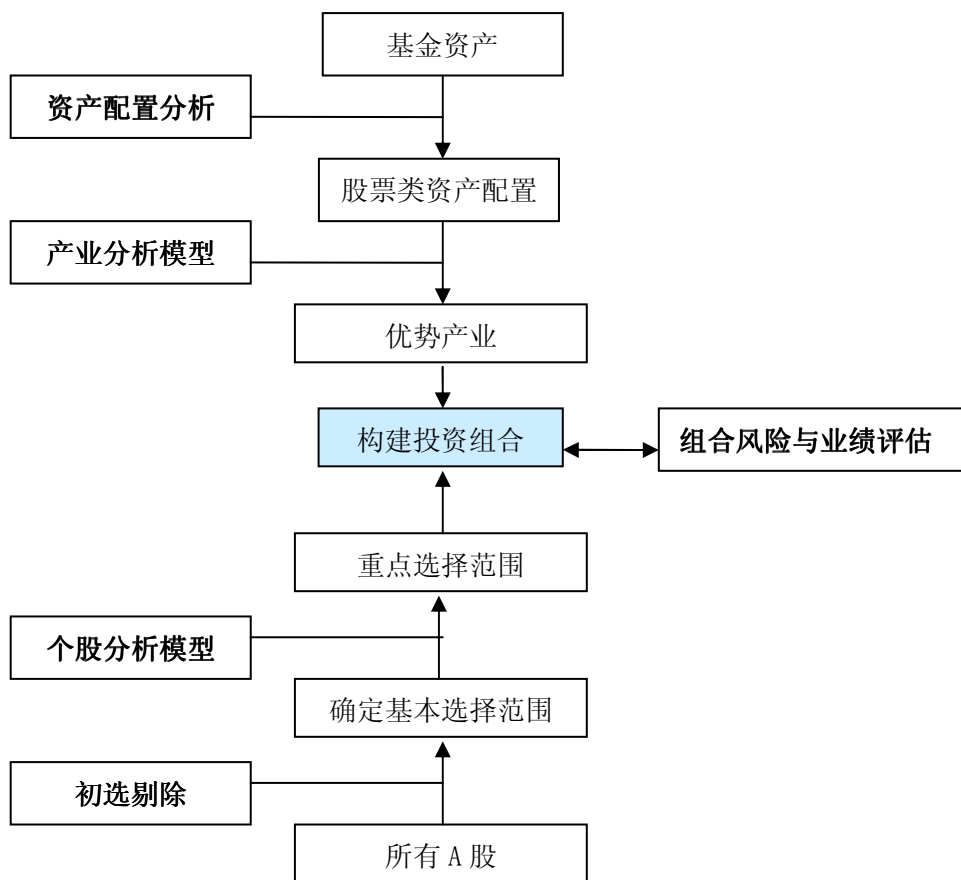 基金资产
资产配置分析
股票类资产配置
产业分析模型
优势产业
构建投资组合
组合风险与业绩评估
重点选择范围
个股分析模型
确定基本选择范围
初选剔除
所有 A 股